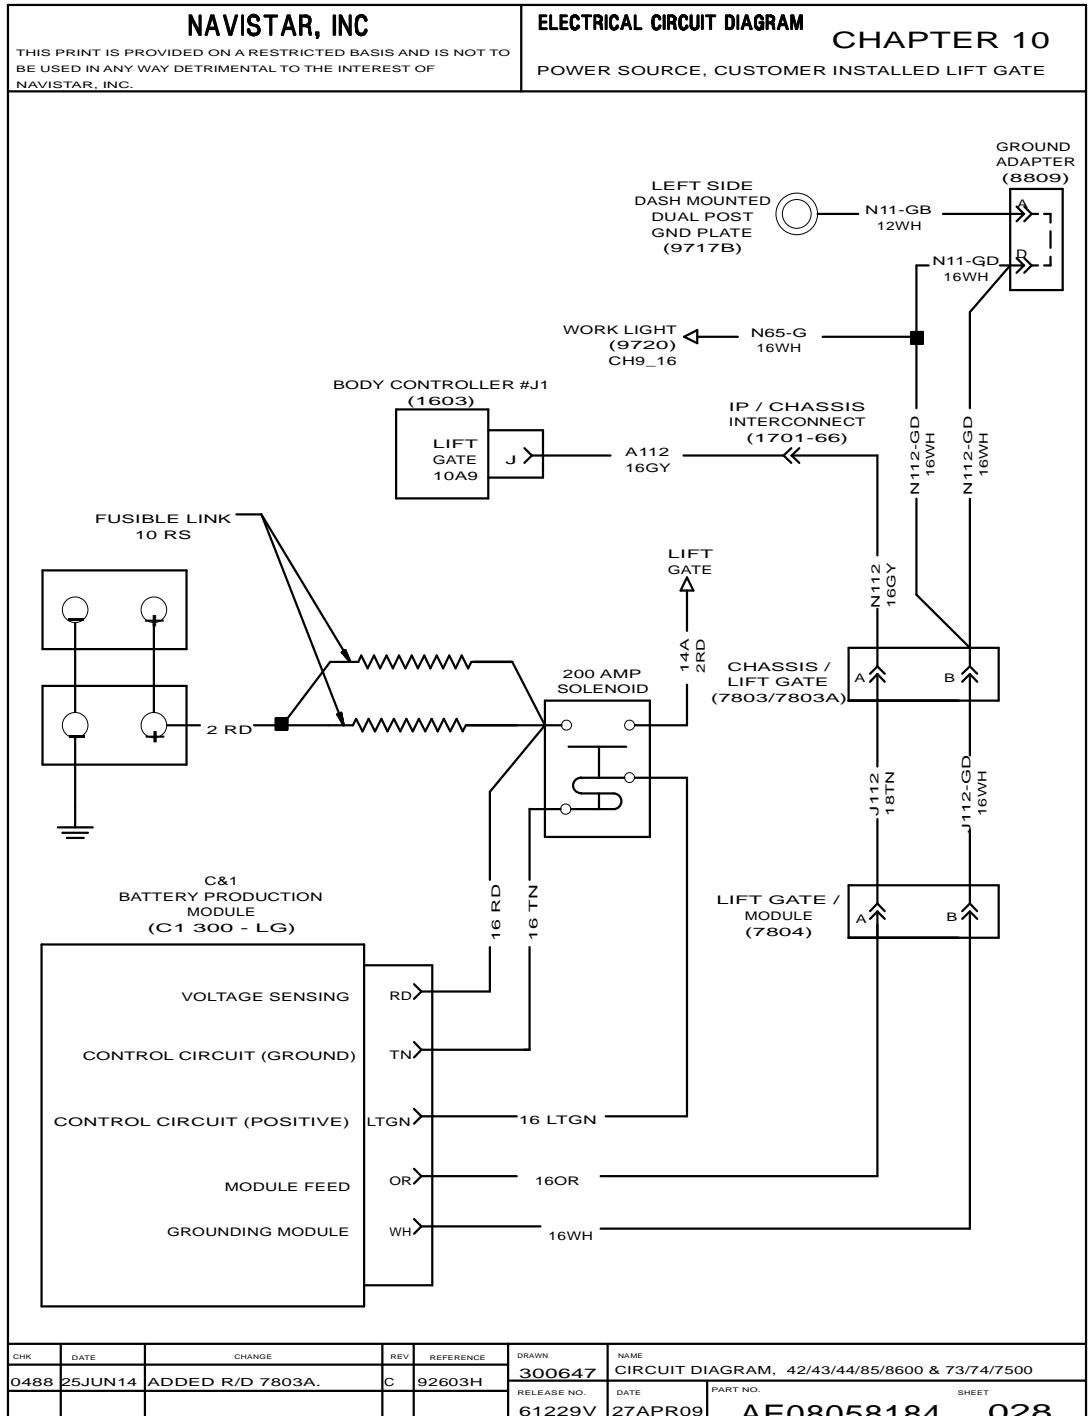 NAVISTAR, INC
THIS PRINT IS PROVIDED ON A RESTRICTED BASIS AND IS NOT TO
BE USED IN ANY WAY DETRIMENTAL TO THE INTEREST OF
NAVISTAR, INC.
ELECTRICAL CIRCUIT DIAGRAM
CHAPTER 10
POWER SOURCE, CUSTOMER INSTALLED LIFT GATE
GROUND
ADAPTER
(8809)
LEFT SIDE
DASH MOUNTED
DUAL POST
GND PLATE
(9717B)
N11-GB
12WH
A
N11-GD
16WH
D
WORK LIGHT
(9720)
CH9_16
N65-G
16WH
BODY CONTROLLER #J1
(1603)
LIFT
GATE
10A9
J
A112
16GY
IP / CHASSIS
INTERCONNECT
(1701-66)
N112-GD
16WH
N112-GD
16WH
FUSIBLE LINK
10 RS
LIFT
GATE
N112
16GY
14A
2RD
2 RD
200 AMP
SOLENOID
CHASSIS /
LIFT GATE
(7803/7803A)
A
B
J112
18TN
J112-GD
16WH
C&1
BATTERY PRODUCTION
MODULE
(C1 300 - LG)
16 RD
16 TN
LIFT GATE /
MODULE
(7804)
A
B
VOLTAGE SENSING
RD
CONTROL CIRCUIT (GROUND)
TN
CONTROL CIRCUIT (POSITIVE)
LTGN
16 LTGN
MODULE FEED
OR
16OR
GROUNDING MODULE
WH
16WH
CHK DATE CHANGE REV REFERENCE
0488 25JUN14 ADDED R/D 7803A. C 92603H
DRAWN
300647
NAME
CIRCUIT DIAGRAM, 42/43/44/85/8600 & 73/74/7500
RELEASE NO.
61229V
DATE
27APR09
PART NO.
AE08058184
SHEET
028